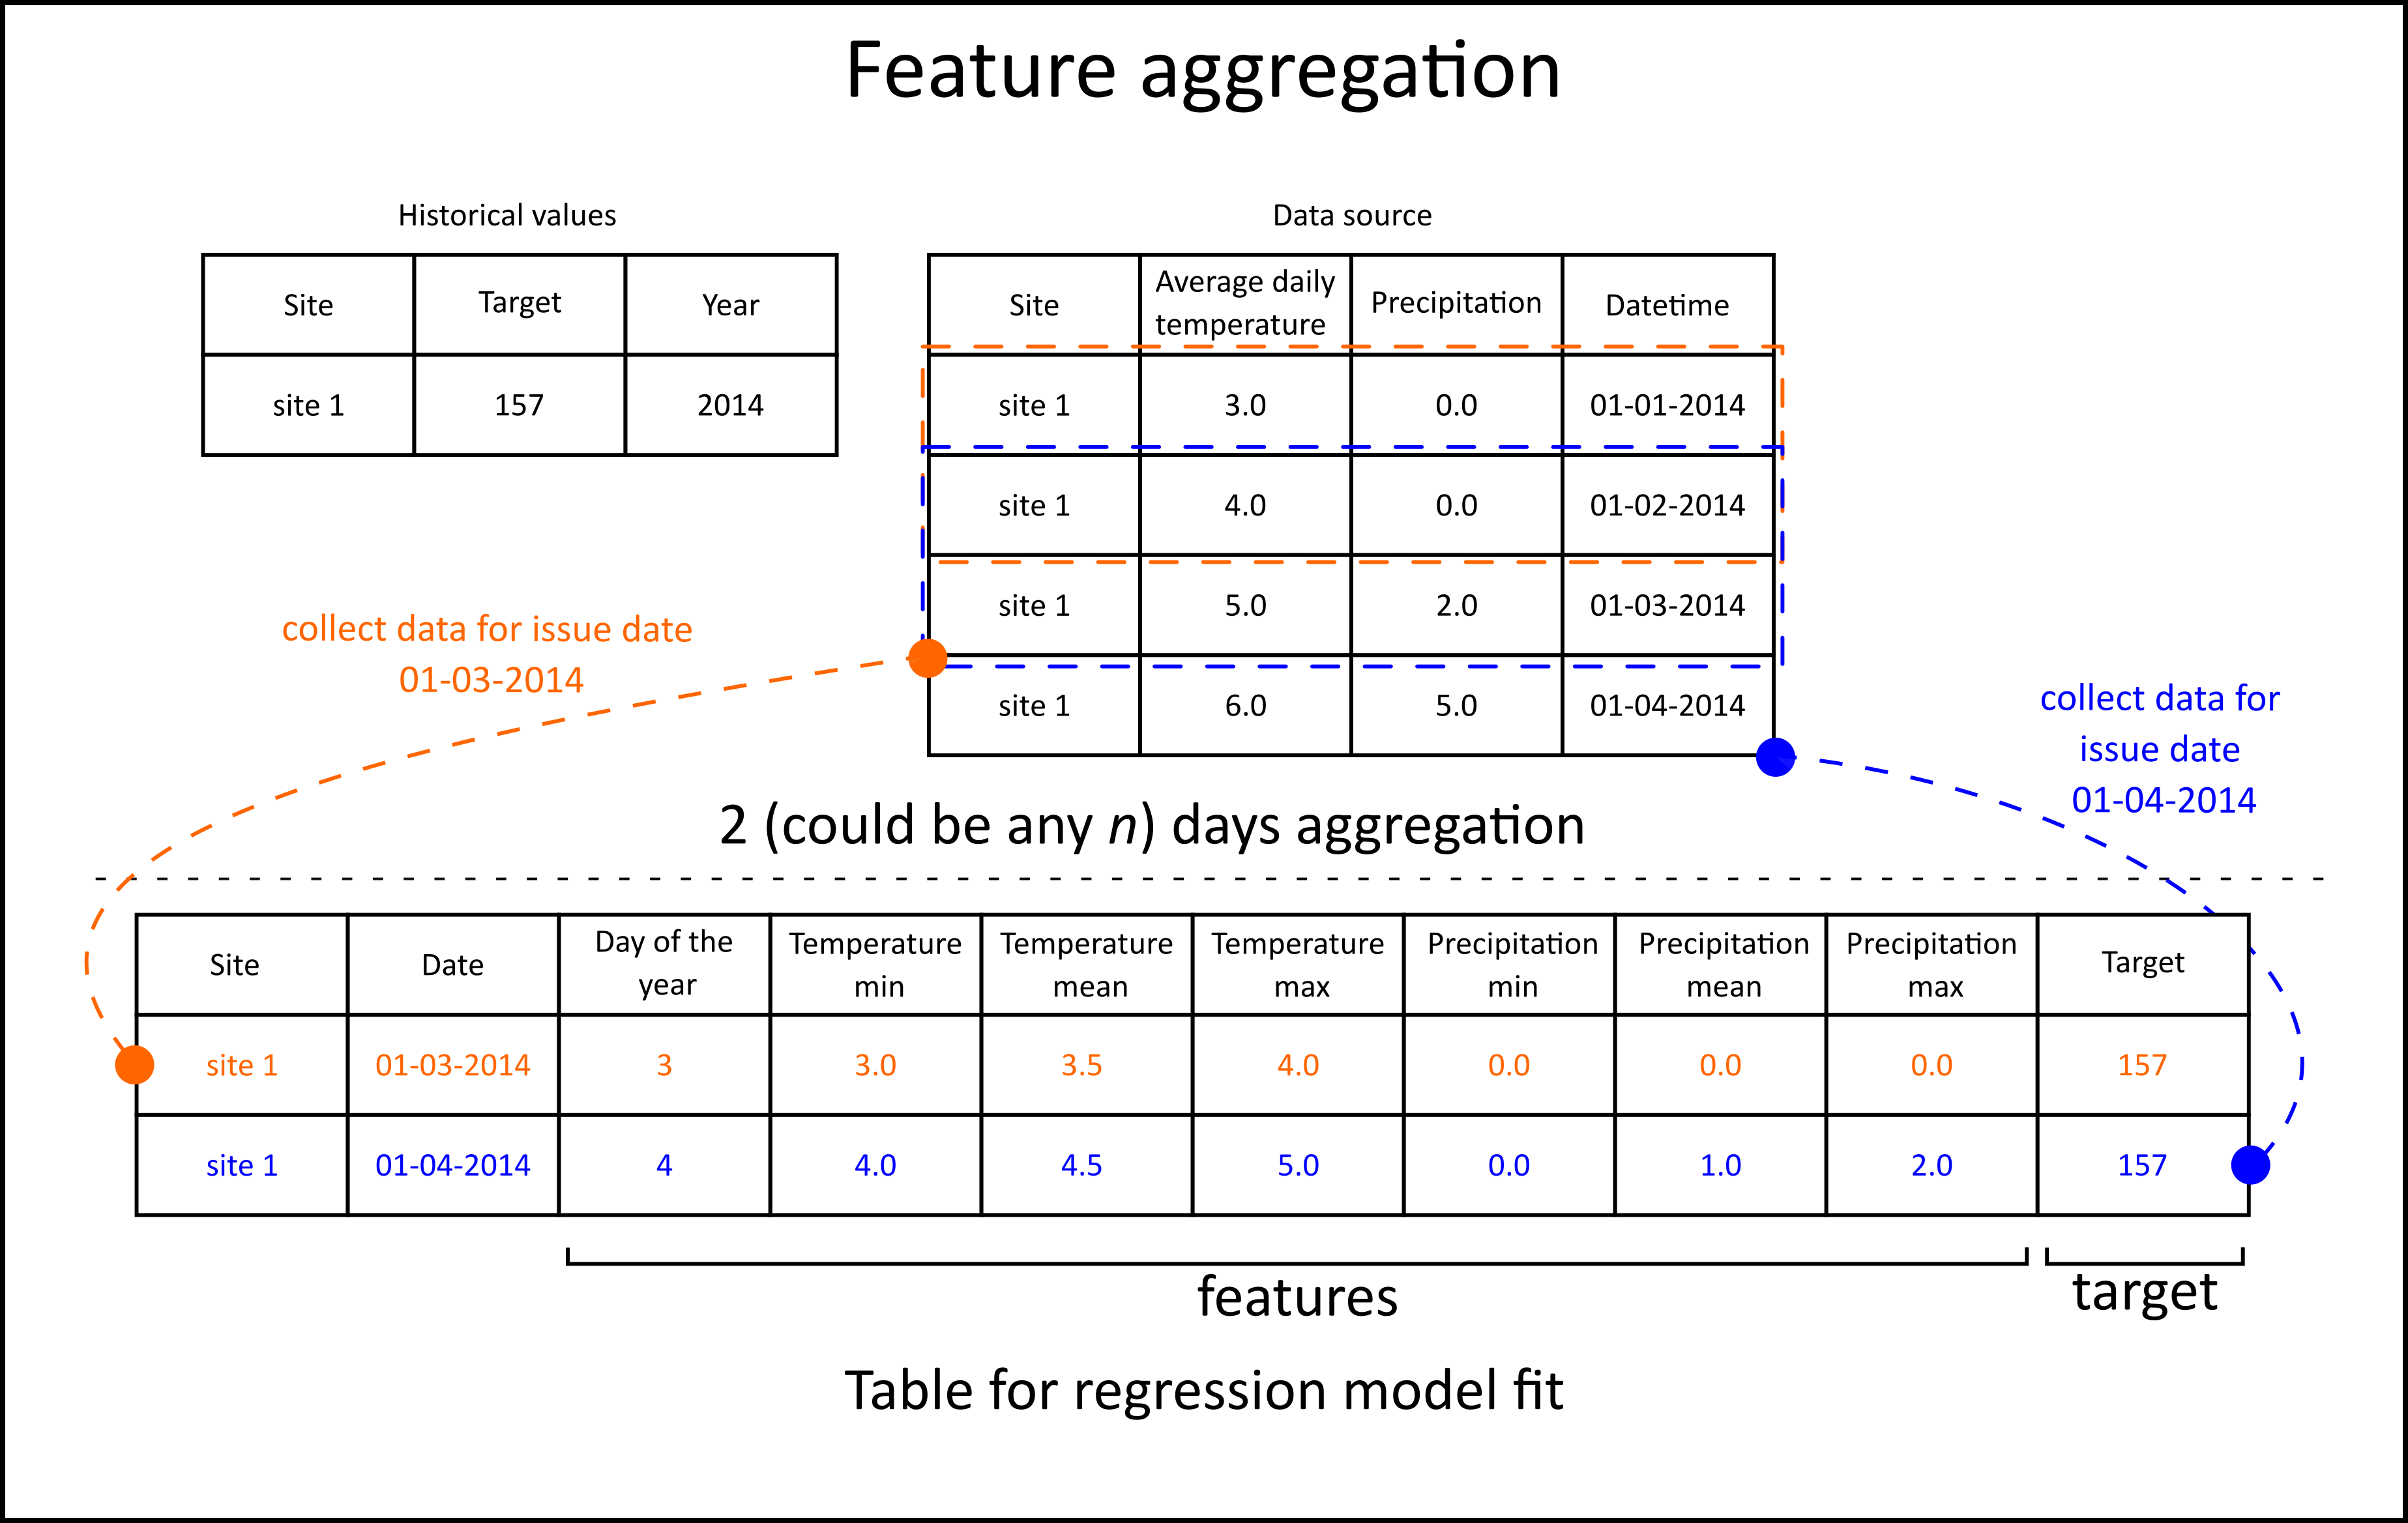 Feature aggregation
Historical values
Site Target Year
site 1 157 2014
Data source
Site Average daily temperature Precipitation Datetime
site 1 3.0 0.0 01-01-2014
site 1 4.0 0.0 01-02-2014
site 1 5.0 2.0 01-03-2014
site 1 6.0 5.0 01-04-2014
collect data for issue date
01-03-2014
collect data for
issue date
01-04-2014
2 (could be any n) days aggregation
Site Date Day of the year Temperature min Temperature mean Temperature max Precipitation min Precipitation mean Precipitation max Target
site 1 01-03-2014 3 3.0 3.5 4.0 0.0 0.0 0.0 157
site 1 01-04-2014 4 4.0 4.5 5.0 0.0 1.0 2.0 157
features
target
Table for regression model fit